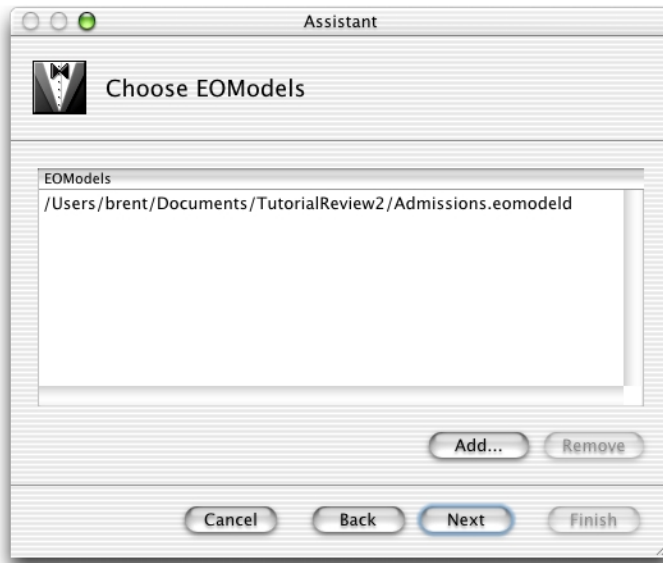 Assistant
Choose EOModels
EOModels
/Users/brent/Documents/TutorialReview2/Admissions.eomodeld
Add...
Remove
Cancel
Back
Next
Finish